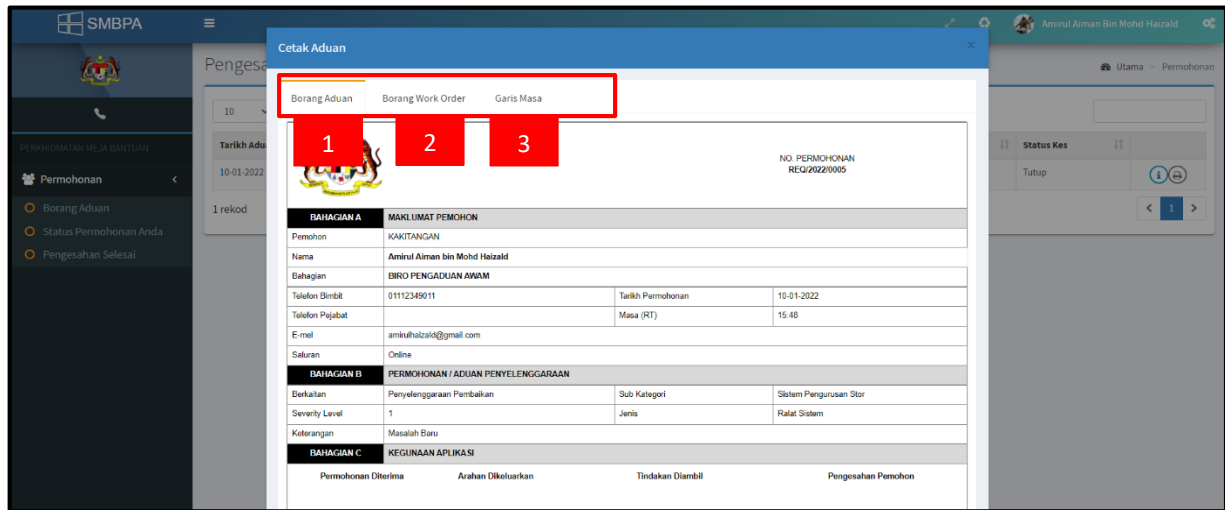 SMBPA
Amirul Aiman Bin Mohd Haizald
Cetak Aduan
×
Pengesa
Utama - Permohonan
Borang Aduan Borang Work Order Garis Masa
1 2 3
10
PERKHIDMATAN MEJA BANTUAN
Tarikh Adu
Status Kes
NO. PERMOHONAN
REQ/2022/0005
Permohonan
10-01-2022
Tutup
Borang Aduan
1 rekod
1
Status Permohonan Anda
Pengesahan Selesai
BAHAGIAN A MAKLUMAT PEMOHON
Pemohon KAKITANGAN
Nama Amirul Aiman bin Mohd Haizald
Bahagian BIRO PENGADUAN AWAM
Telefon Bimbit 01112349011 Tarikh Permohonan 10-01-2022
Telefon Pejabat Masa (RT) 15:48
E-mel amirulhaizald@gmail.com
Saluran Online
BAHAGIAN B PERMOHONAN / ADUAN PENYELENGGARAAN
Berkaitan Penyelenggaraan Pembaikan Sub Kategori Sistem Pengurusan Stor
Severity Level 1 Jenis Ralat Sistem
Keterangan Masalah Baru
BAHAGIAN C KEGUNAAN APLIKASI
Permohonan Diterima Arahan Dikeluarkan Tindakan Diambil Pengesahan Pemohon